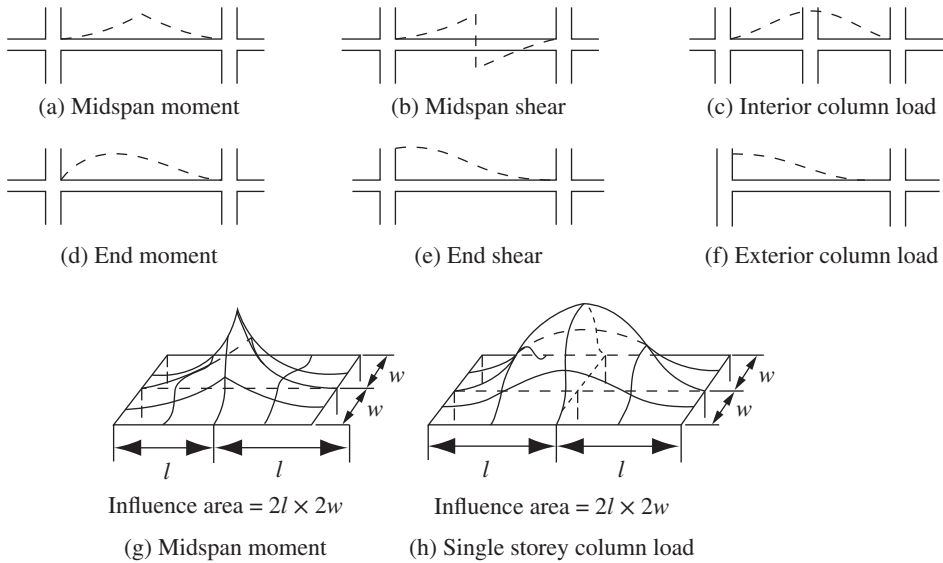 (a) Midspan moment
(b) Midspan shear
(c) Interior column load
(d) End moment
(e) End shear
(f) Exterior column load
w
w
l
l
w
w
l
l
Influence area = 2l × 2w
Influence area = 2l × 2w
(g) Midspan moment
(h) Single storey column load